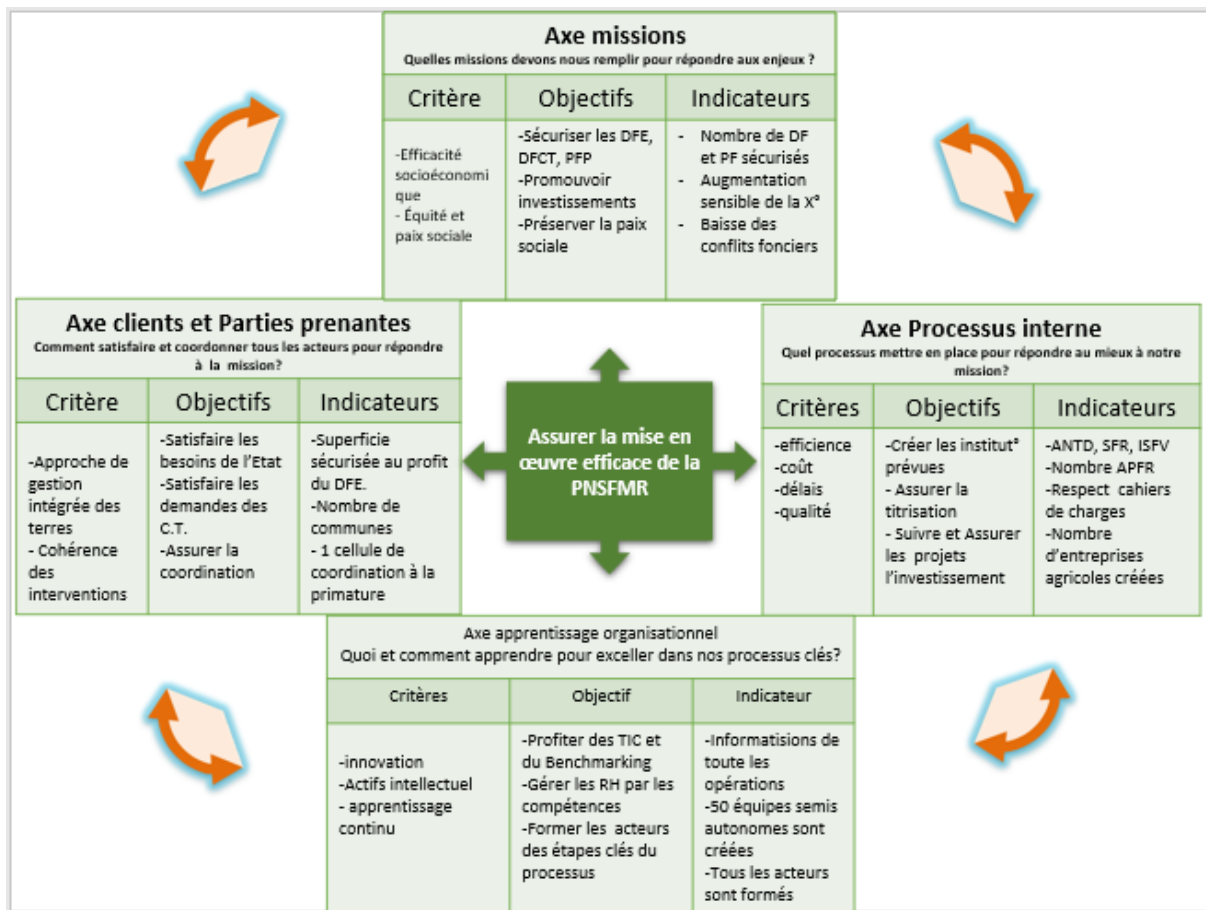 Axe missions
Quelles missions devons nous remplir pour répondre aux enjeux ?
Critère
Objectifs
Indicateurs
-Efficacité
socioéconomi
que
- Équité et
paix sociale
-Sécuriser les DFE,
DFCT, PFP
-Promouvoir
investissements
-Préserver la paix
sociale
- Nombre de DF
et PF sécurisés
- Augmentation
sensible de la X°
- Baisse des
conflits fonciers
Axe clients et Parties prenantes
Comment satisfaire et coordonner tous les acteurs pour répondre
à la mission?
Critère
Objectifs
Indicateurs
-Approche de
gestion
intégrée des
terres
- Cohérence
des
interventions
-Satisfaire les
besoins de l'Etat
-Satisfaire les
demandes des
C.T.
-Assurer la
coordination
-Superficie
sécurisée au profit
du DFE.
-Nombre de
communes
- 1 cellule de
coordination à la
primature
Assurer la mise en
œuvre efficace de la
PNSFMR
Axe Processus interne
Quel processus mettre en place pour répondre au mieux à notre
mission?
Critères
Objectifs
Indicateurs
-efficience
-coût
-délais
-qualité
-Créer les institut°
prévues
- Assurer la
titrisation
- Suivre et Assurer
les projets
l'investissement
-ANTD, SFR, ISFV
-Nombre APFR
-Respect cahiers
de charges
-Nombre
d'entreprises
agricoles créées
Axe apprentissage organisationnel
Quoi et comment apprendre pour exceller dans nos processus clés?
Critères
Objectif
Indicateur
-innovation
-Actifs intellectuel
- apprentissage
continu
-Profiter des TIC et
du Benchmarking
-Gérer les RH par les
compétences
-Former les acteurs
des étapes clés du
processus
-Informatisions de
toute les
opérations
-50 équipes semis
autonomes sont
créées
-Tous les acteurs
sont formés